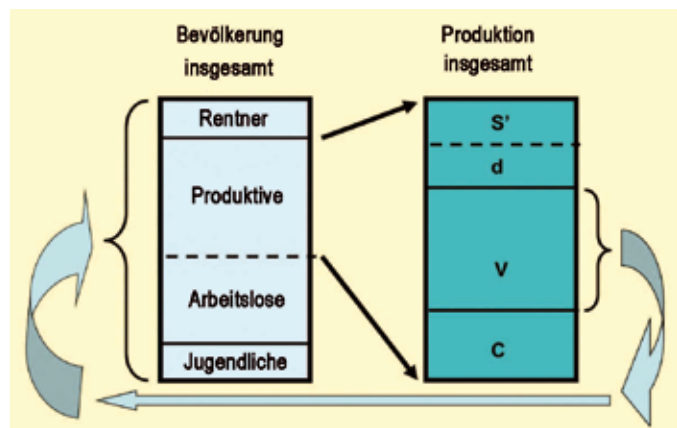 Bevölkerung
insgesamt
Rentner
Produktive
Arbeitslose
Jugendliche
Produktion
insgesamt
S’
d
V
C